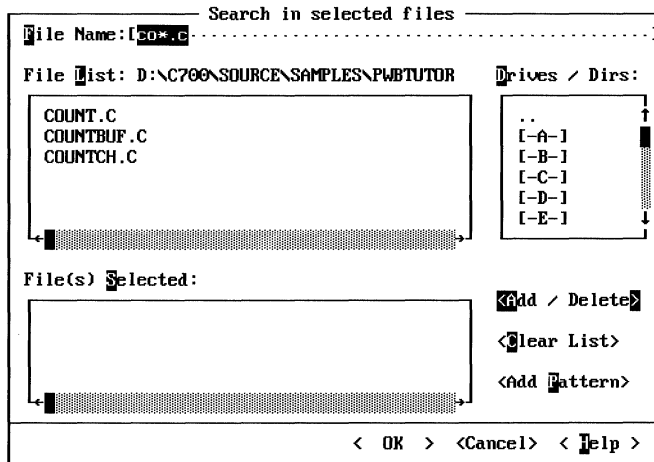 Search in selected files
File Name:[co*.c..............................................]
File List: D:\C700\SOURCE\SAMPLES\PWBTUTOR Drives / Dirs:
COUNT.C ..
COUNTBUF.C [-A-]
COUNTCH.C [-B-]
[-C-]
[-D-]
[-E-]
File(s) Selected:
<Add / Delete>
<Clear List>
<Add Pattern>
< OK > <Cancel> < Help >